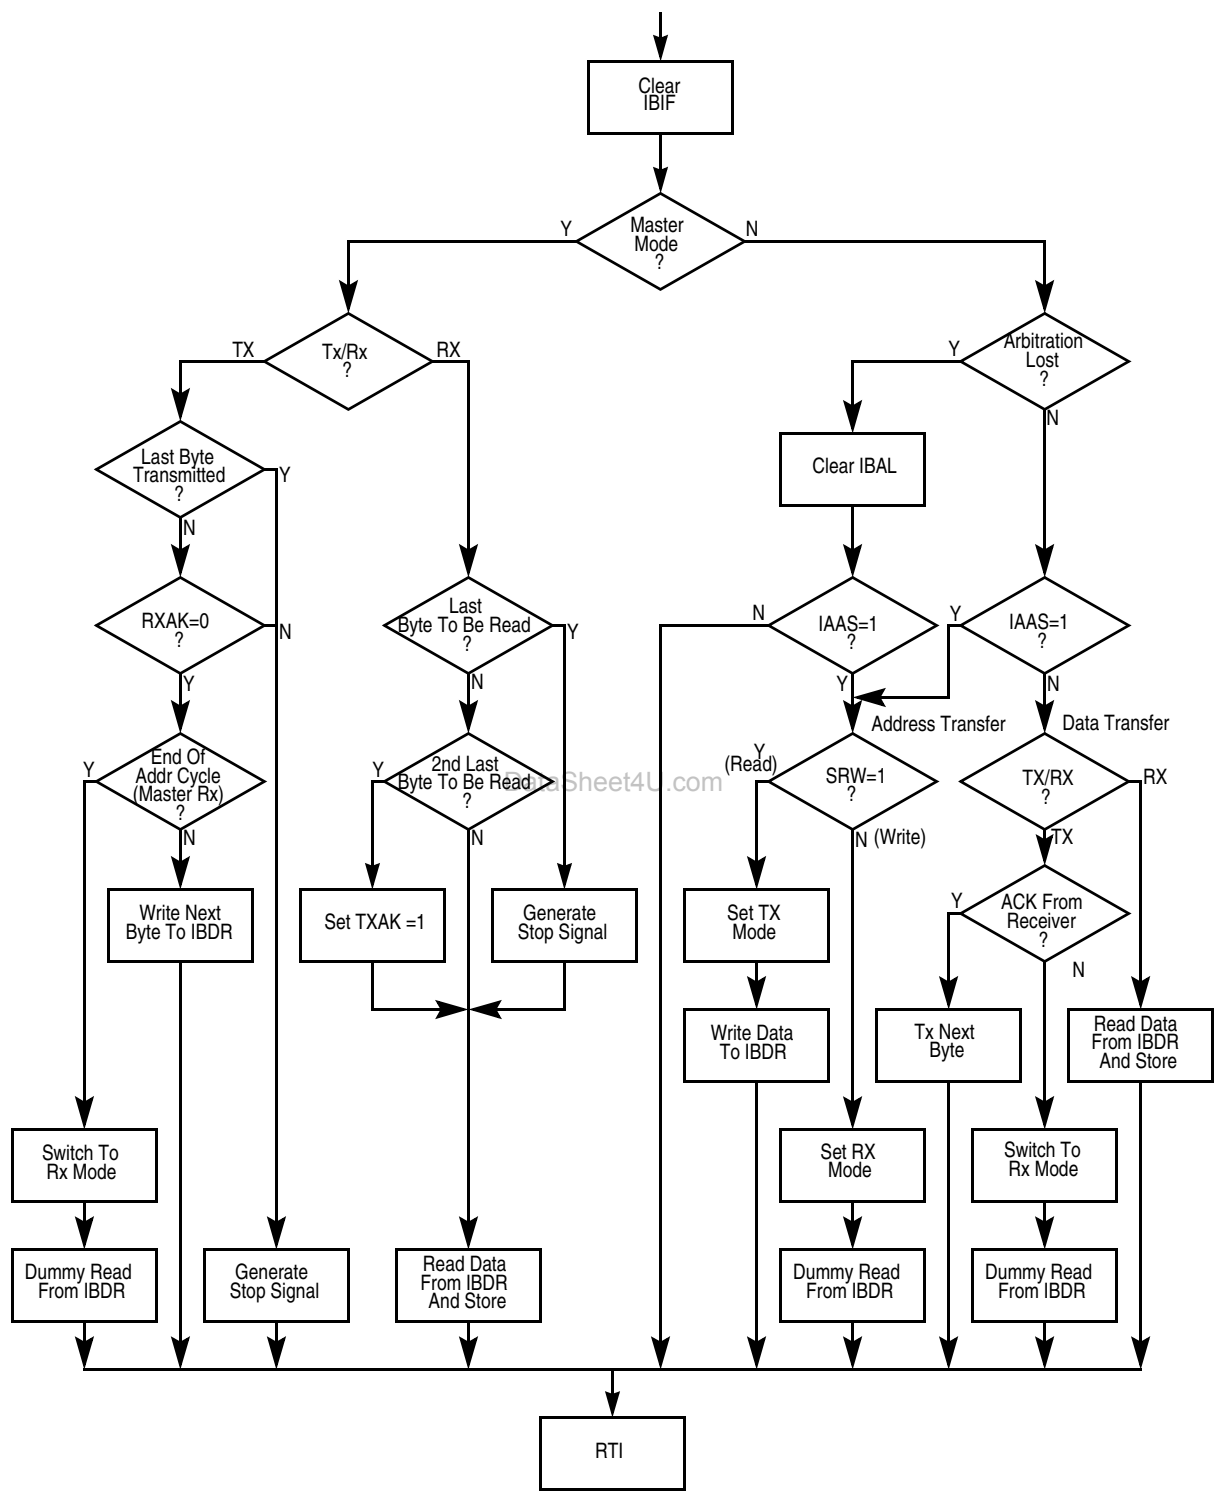 Clear
IBIF
Y
Master
Mode
?
N
TX
Tx/Rx
?
RX
Y
Arbitration
Lost
?
N
Last Byte
Transmitted
?
Y
N
Clear IBAL
RXAK=0
?
N
Y
Last
Byte To Be Read
?
Y
N
N
IAAS=1
?
Y
Y
IAAS=1
?
N
Address Transfer
Data Transfer
Y
End Of
Addr Cycle
(Master Rx)
?
N
Y
2nd Last
Byte To Be Read
?
N
DataSheet4U.com
Y
(Read)
SRW=1
?
N (Write)
TX/RX
?
RX
TX
Write Next
Byte To IBDR
Set TXAK =1
Generate
Stop Signal
Set TX
Mode
Y
ACK From
Receiver
?
N
Write Data
To IBDR
Tx Next
Byte
Read Data
From IBDR
And Store
Switch To
Rx Mode
Set RX
Mode
Switch To
Rx Mode
Dummy Read
From IBDR
Generate
Stop Signal
Read Data
From IBDR
And Store
Dummy Read
From IBDR
Dummy Read
From IBDR
RTI